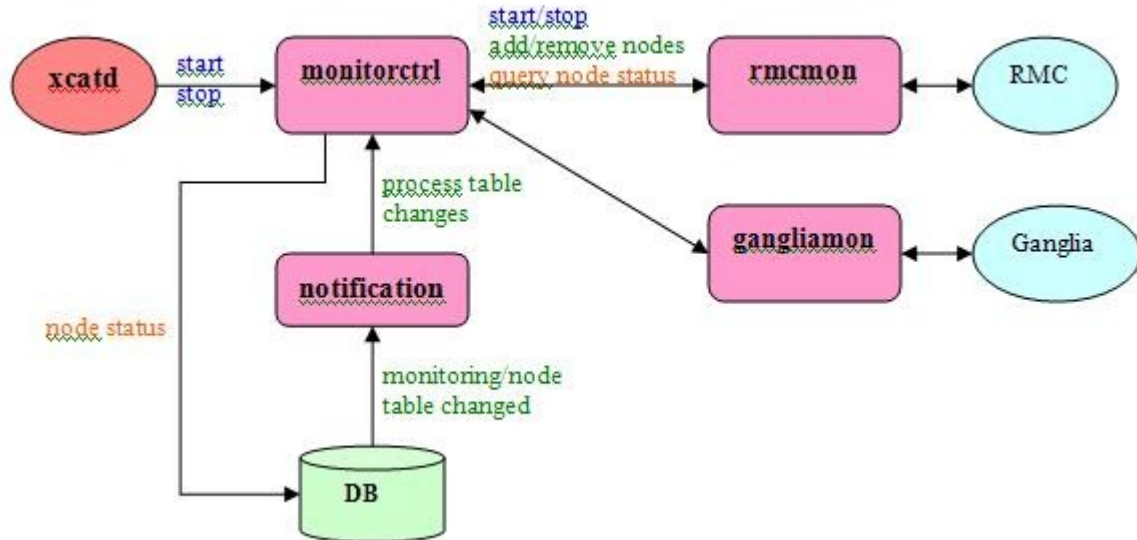 xcatd
start
stop
monitorctrl
start/stop
add/remove nodes
query node status
rmcmon
RMC
process table
changes
gangliamon
Ganglia
notification
node status
monitoring/node
table changed
DB